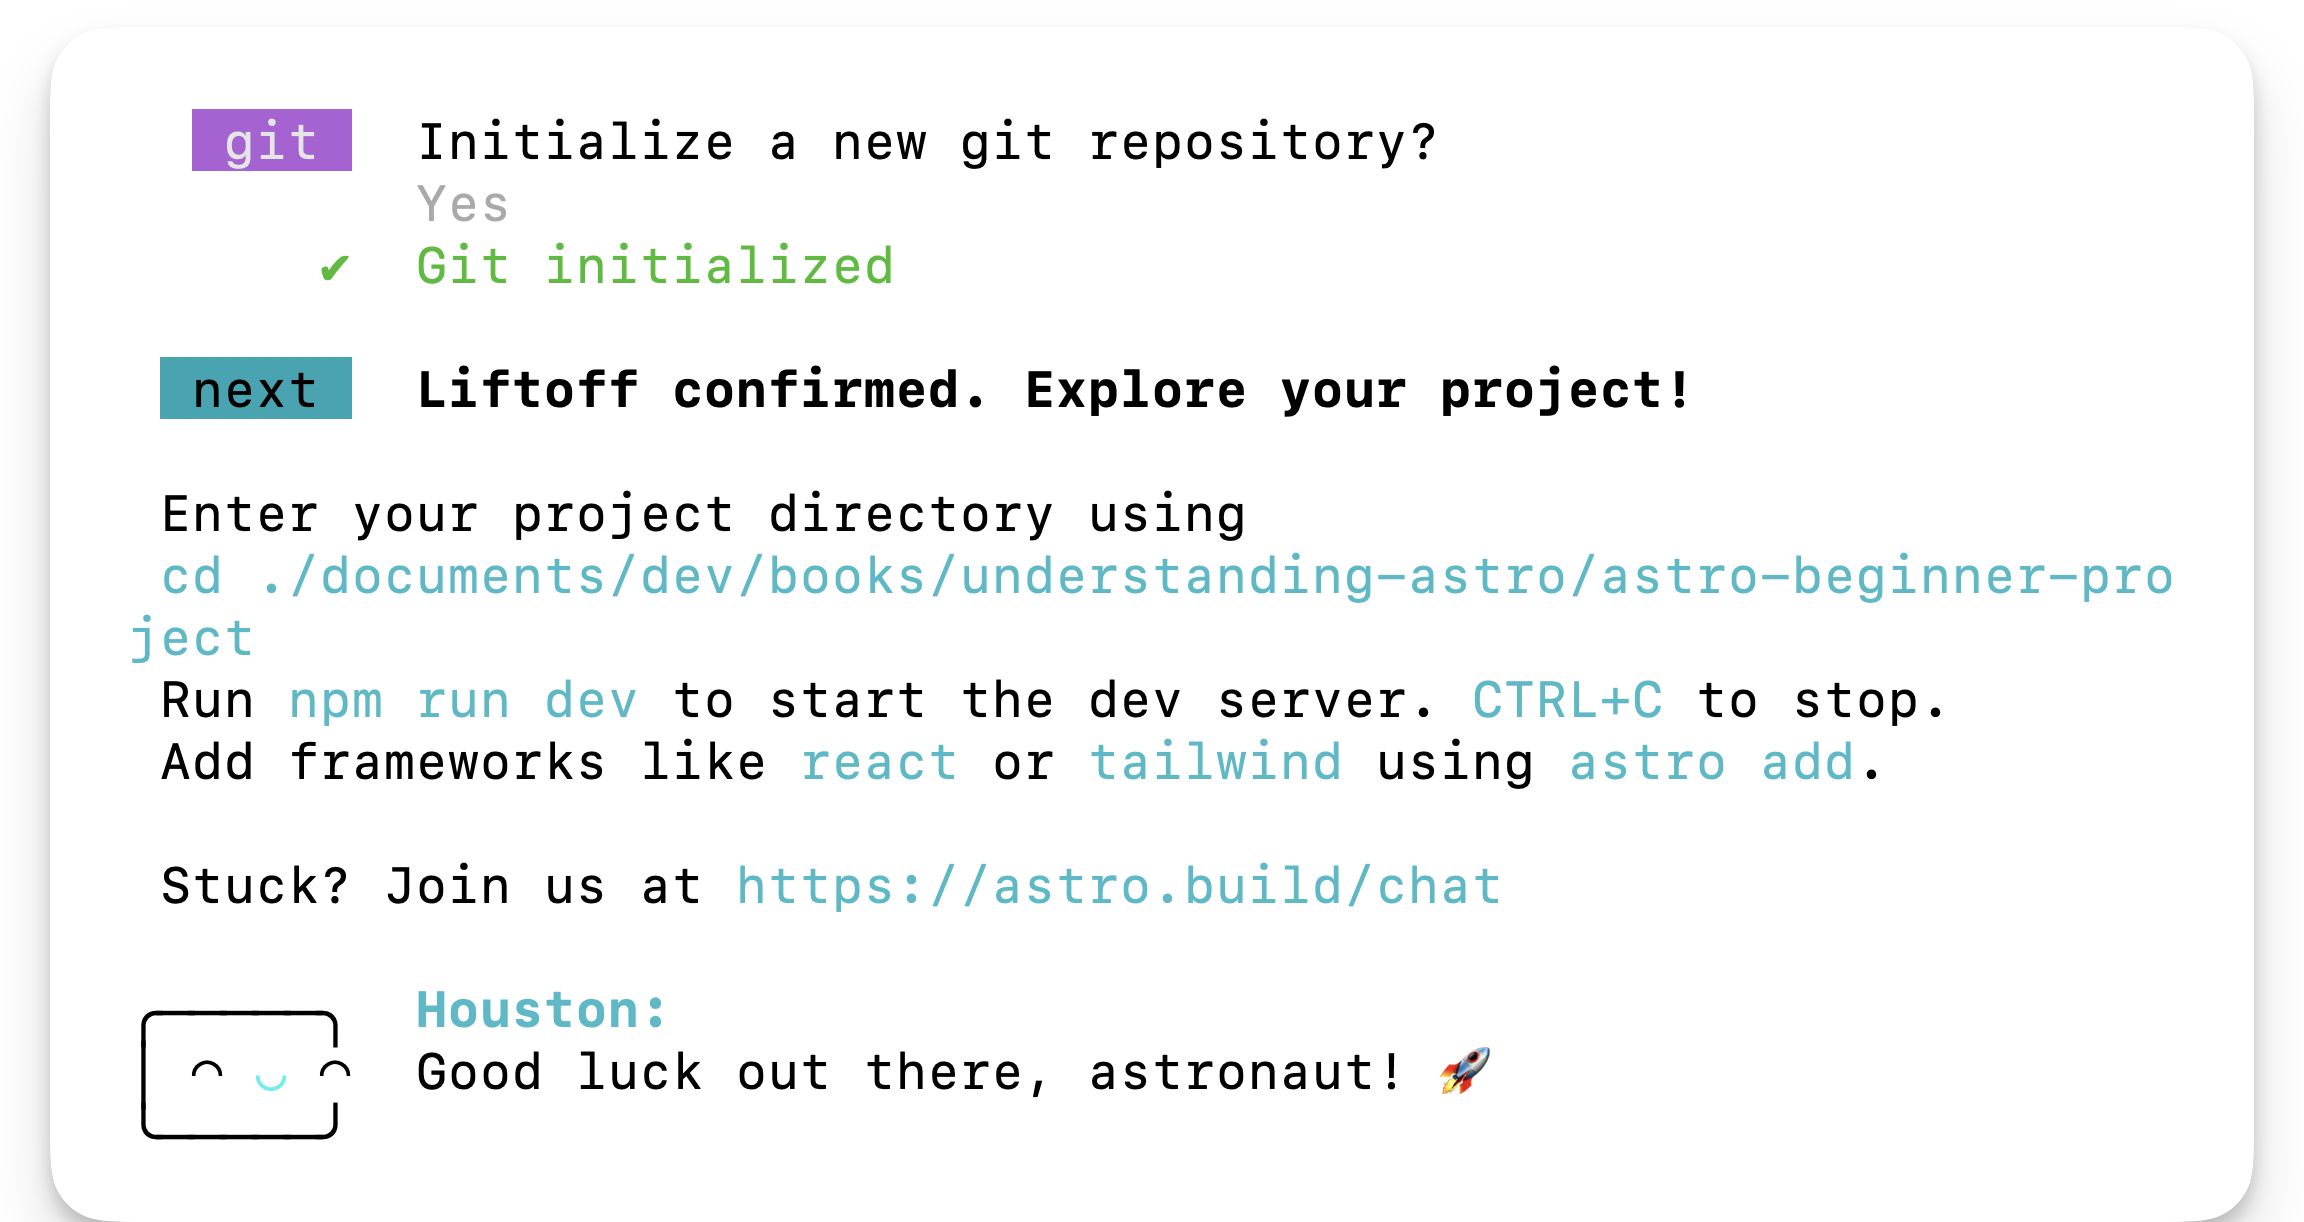 git Initialize a new git repository?
Yes
✔ Git initialized
next Liftoff confirmed. Explore your project!
Enter your project directory using
cd ./documents/dev/books/understanding-astro/astro-beginner-pro
ject
Run npm run dev to start the dev server. CTRL+C to stop.
Add frameworks like react or tailwind using astro add.
Stuck? Join us at https://astro.build/chat
Houston:
Good luck out there, astronaut! 🚀